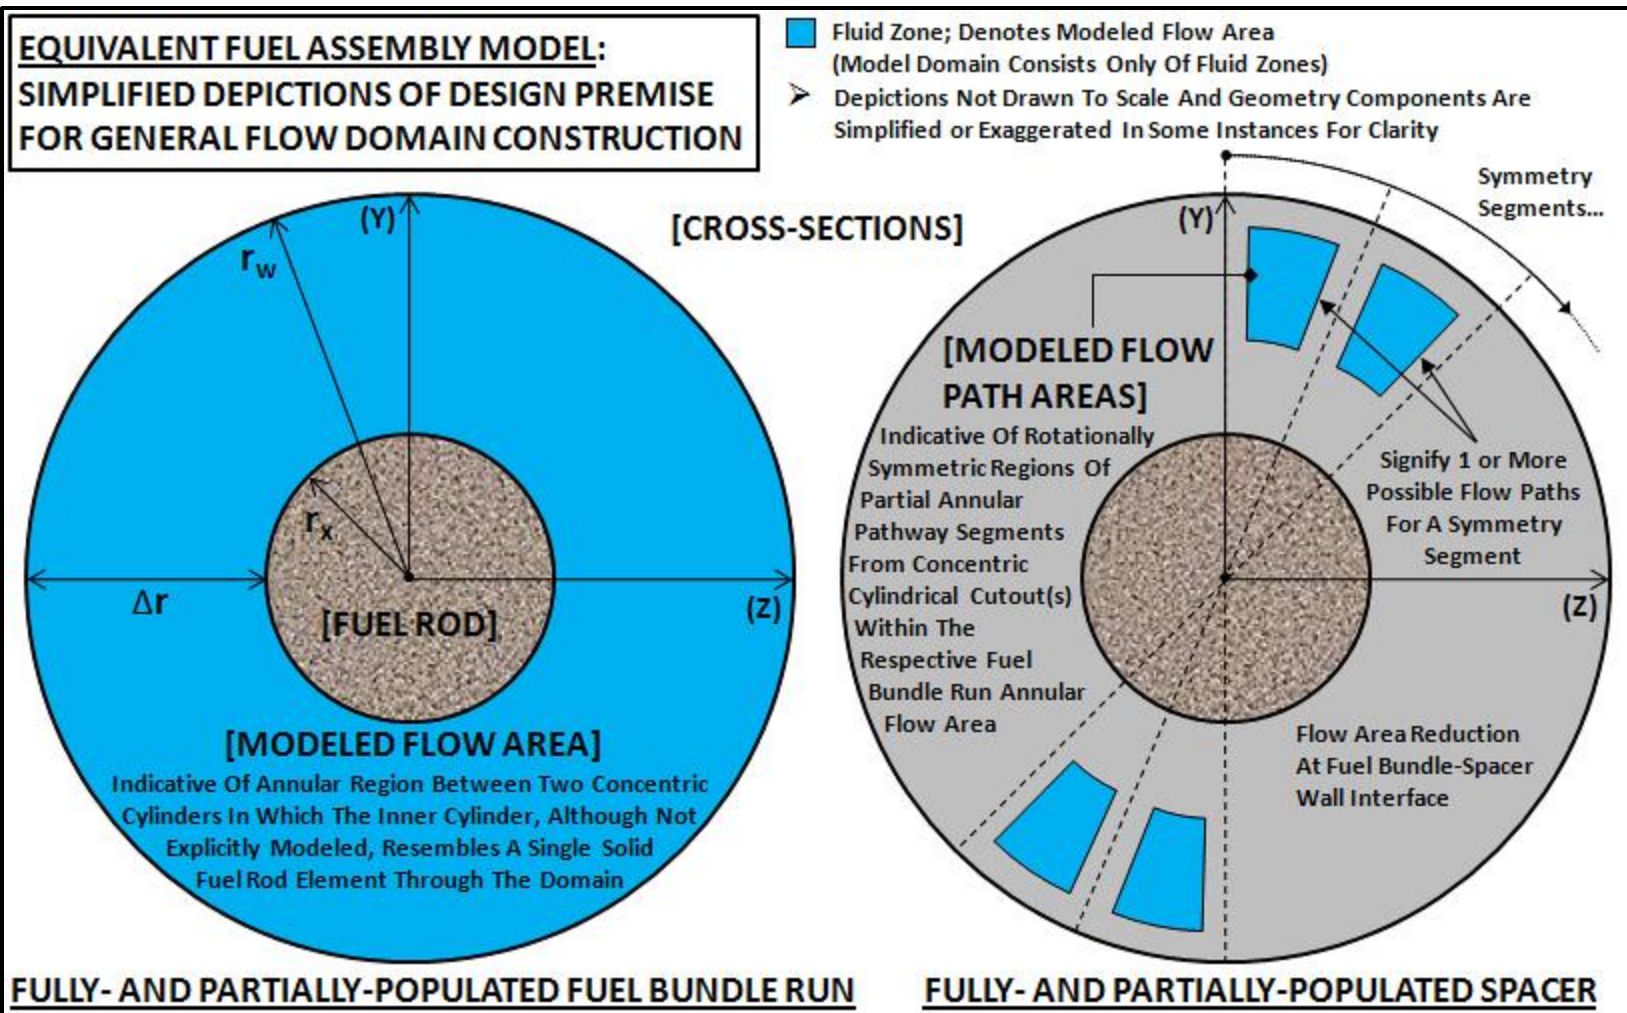 EQUIVALENT FUEL ASSEMBLY MODEL:
SIMPLIFIED DEPICTIONS OF DESIGN PREMISE
FOR GENERAL FLOW DOMAIN CONSTRUCTION
Fluid Zone; Denotes Modeled Flow Area
(Model Domain Consists Only Of Fluid Zones)
➢ Depictions Not Drawn To Scale And Geometry Components Are
Simplified or Exaggerated In Some Instances For Clarity
[CROSS-SECTIONS]
(Y)
rw
rx
Δr
(Z)
[FUEL ROD]
[MODELED FLOW AREA]
Indicative Of Annular Region Between Two Concentric
Cylinders In Which The Inner Cylinder, Although Not
Explicitly Modeled, Resembles A Single Solid
Fuel Rod Element Through The Domain
FULLY- AND PARTIALLY-POPULATED FUEL BUNDLE RUN
Symmetry
Segments...
(Y)
[MODELED FLOW
PATH AREAS]
Indicative Of Rotationally
Symmetric Regions Of
Partial Annular
Pathway Segments
From Concentric
Cylindrical Cutout(s)
Within The
Respective Fuel
Bundle Run Annular
Flow Area
Signify 1 or More
Possible Flow Paths
For A Symmetry
Segment
(Z)
Flow Area Reduction
At Fuel Bundle-Spacer
Wall Interface
FULLY- AND PARTIALLY-POPULATED SPACER